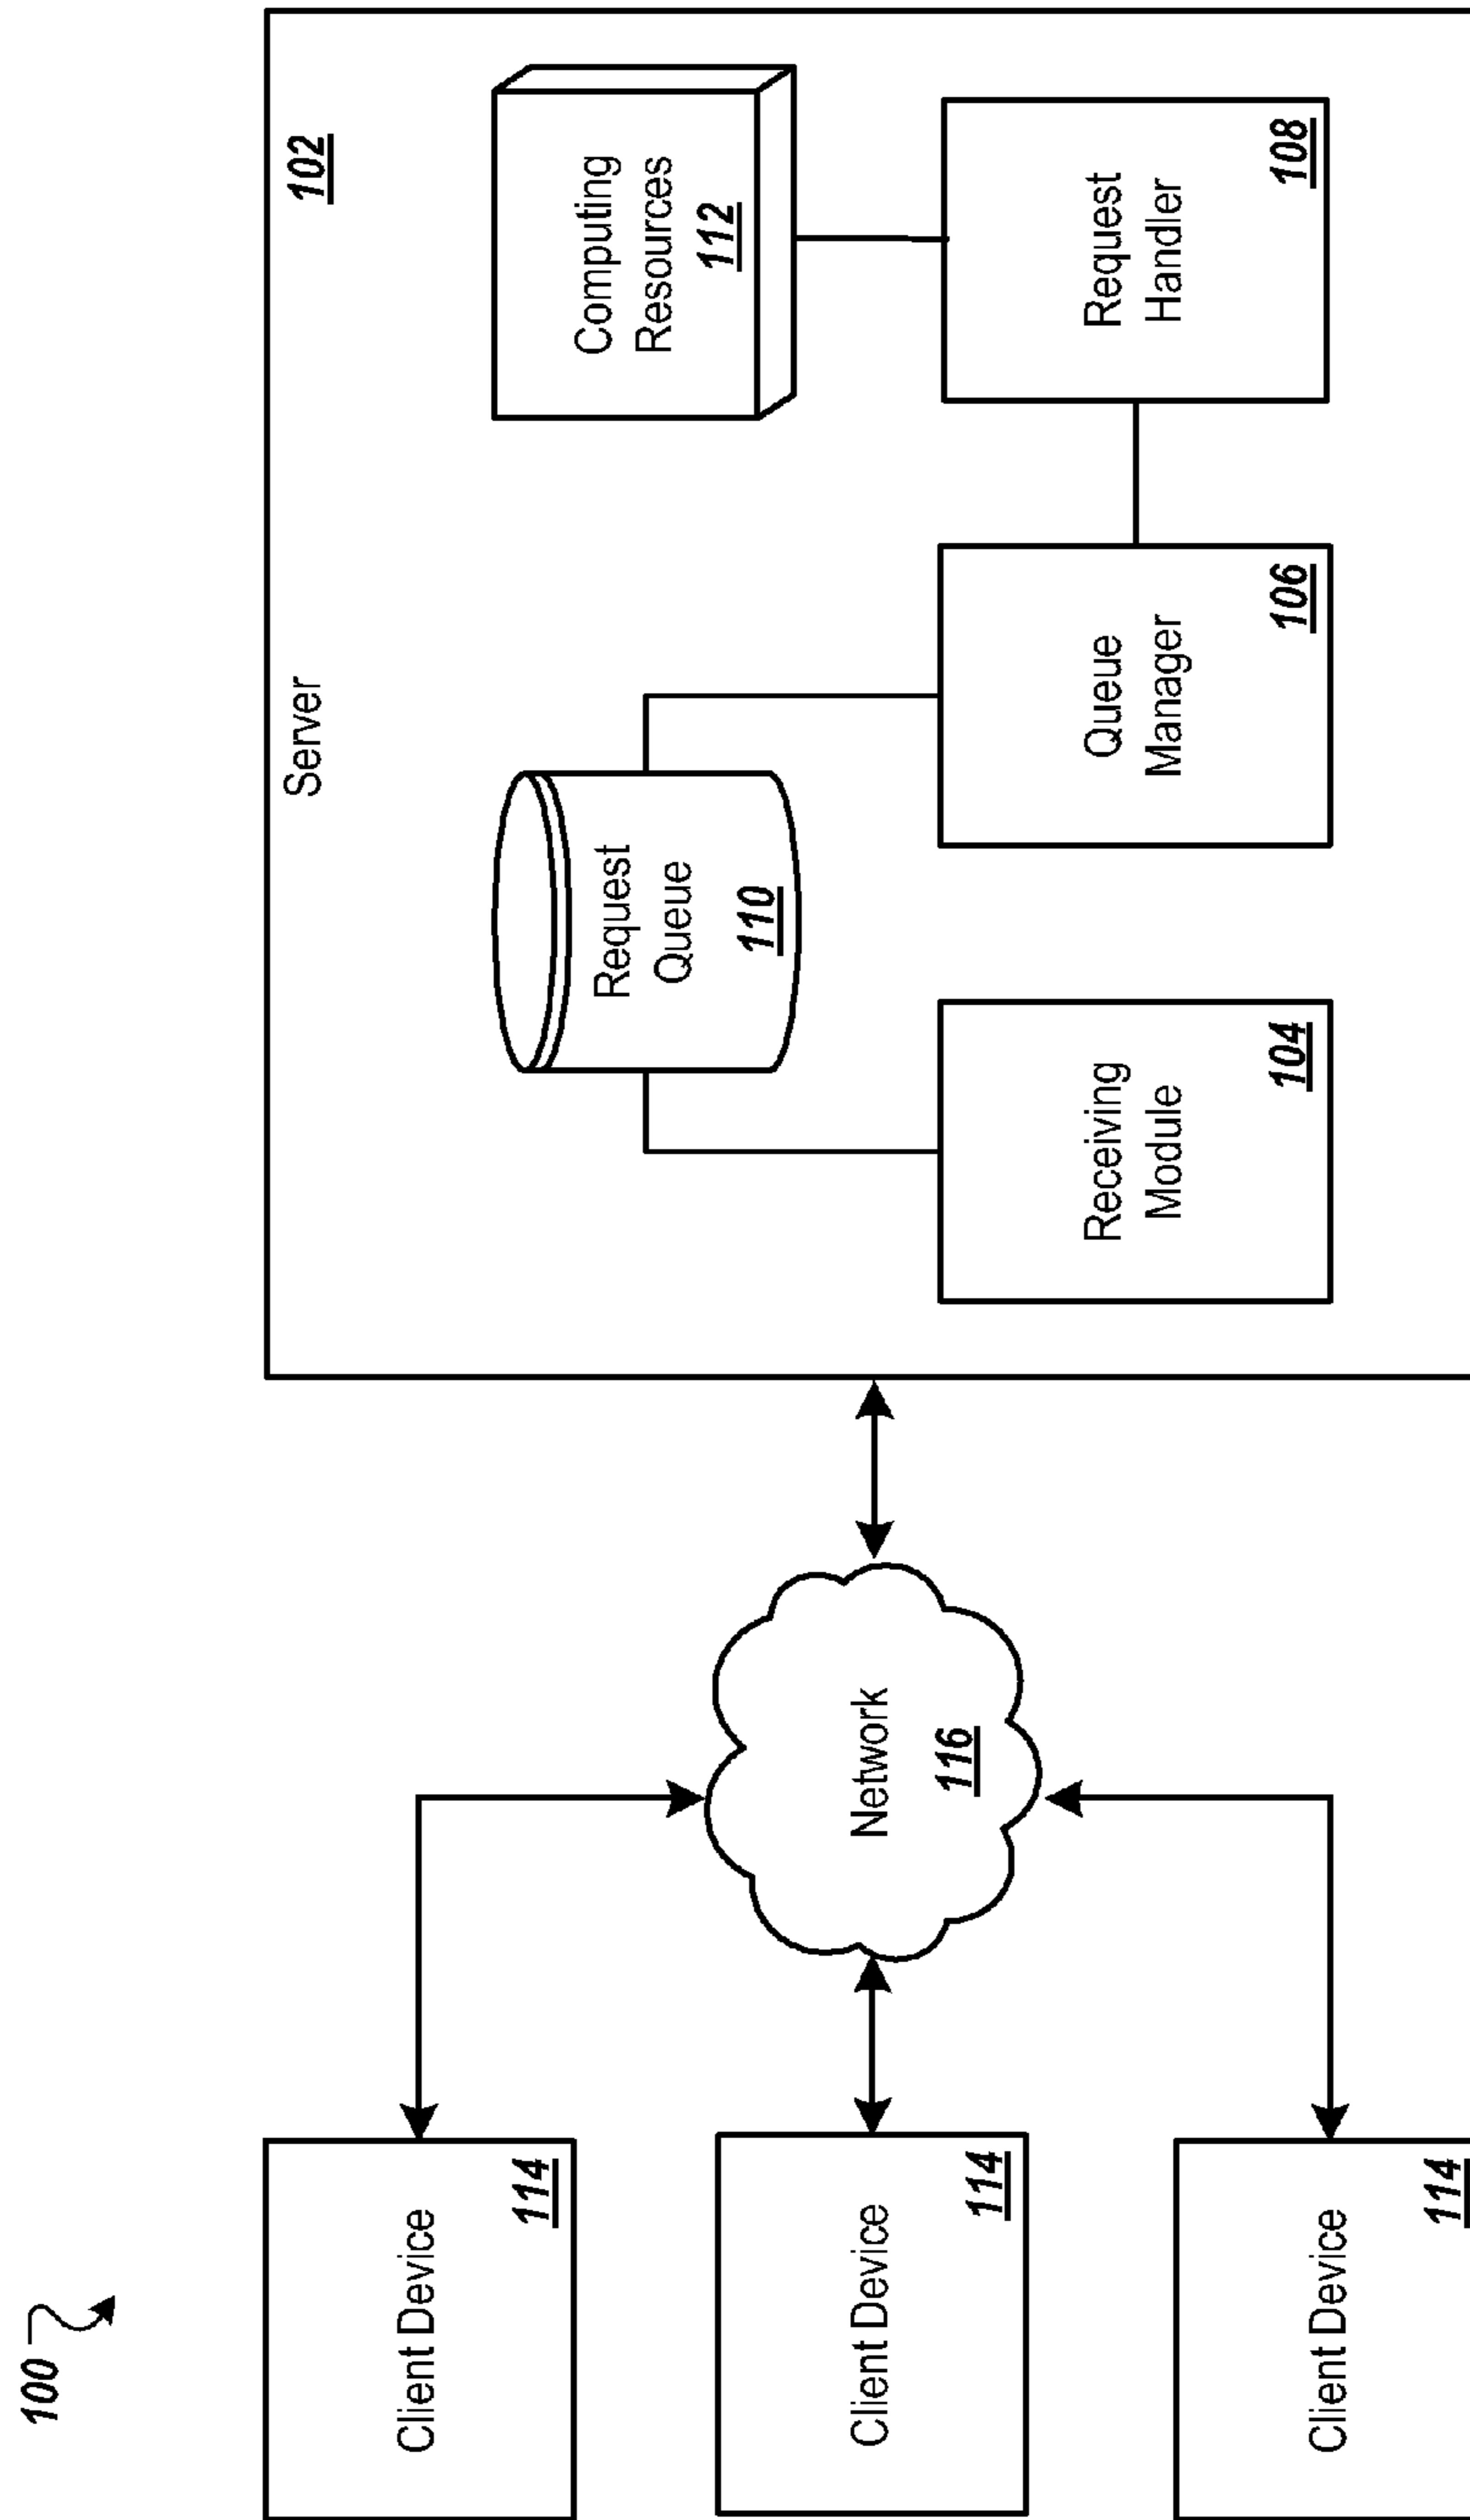 100
Client Device
114
Client Device
114
Client Device
114
Network
116
Server
102
Request
Queue
110
Computing
Resources
112
Receiving
Module
104
Queue
Manager
106
Request
Handler
108